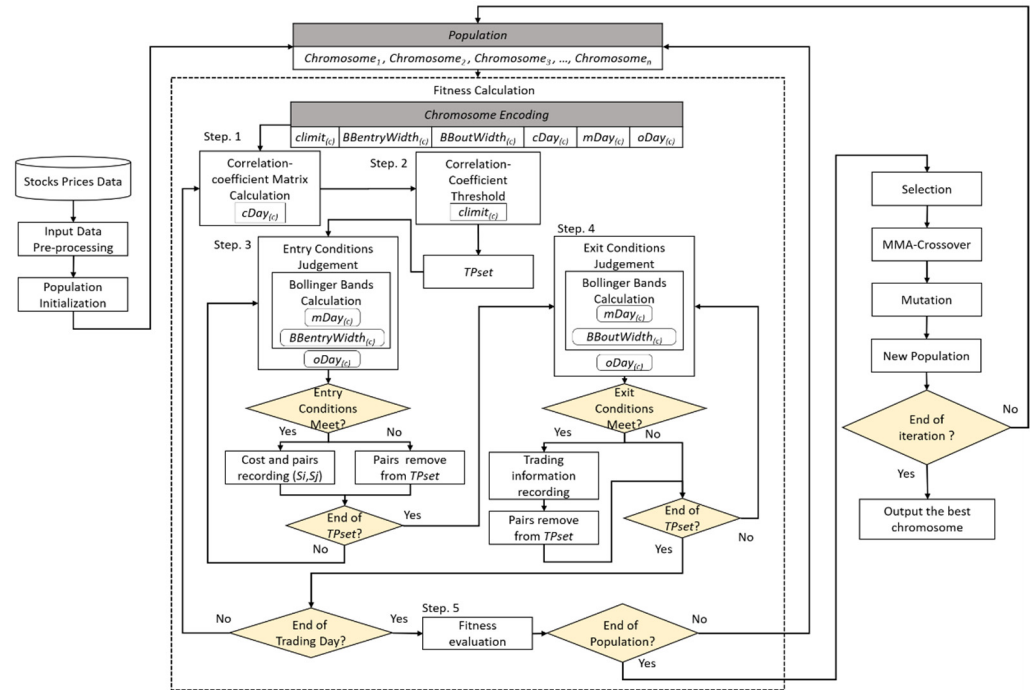 Population
Chromosome1, Chromosome2, Chromosome3, ..., Chromosomen
Fitness Calculation
Chromosome Encoding
climit(c) BBentryWidth(c) BBoutWidth(c) cDay(c) mDay(c) oDay(c)
Stocks Prices Data
Input Data
Pre-processing
Population
Initialization
Step. 1
Correlation-
coefficient Matrix
Calculation
cDay(c)
Step. 2
Correlation-
Coefficient
Threshold
climit(c)
TPset
Step. 3
Entry Conditions
Judgement
Bollinger Bands
Calculation
mDay(c)
BBentryWidth(c)
oDay(c)
Entry
Conditions
Meet?
Yes
No
Cost and pairs
recording (Si,Sj)
Pairs remove
from TPset
End of
TPset?
Yes
No
Step. 4
Exit Conditions
Judgement
Bollinger Bands
Calculation
mDay(c)
BBoutWidth(c)
oDay(c)
Exit
Conditions
Meet?
Yes
No
Trading
information
recording
Pairs remove
from TPset
End of
TPset?
No
Yes
End of
Trading Day?
No
Yes
Step. 5
Fitness
evaluation
End of
Population?
No
Yes
Selection
MMA-Crossover
Mutation
New Population
End of
iteration ?
No
Yes
Output the best
chromosome